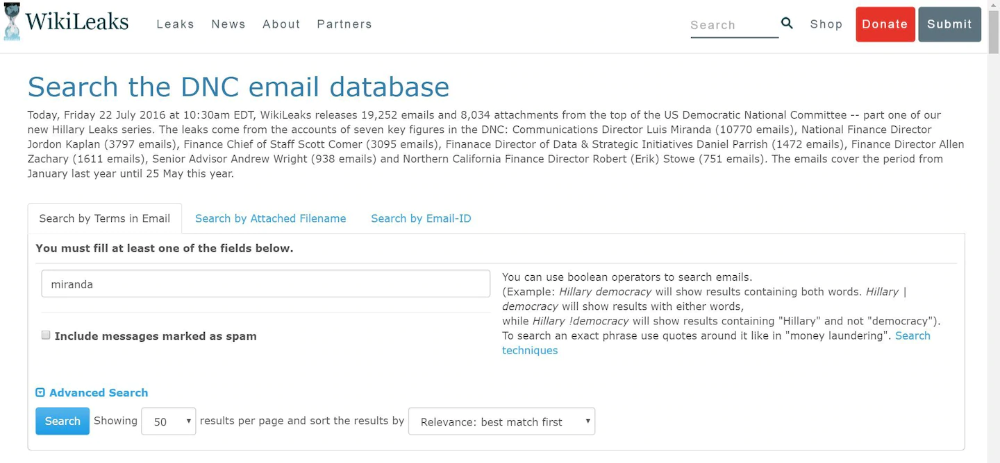 WikiLeaks Leaks News About Partners Search Shop Donate Submit
Search the DNC email database
Today, Friday 22 July 2016 at 10:30am EDT, WikiLeaks releases 19,252 emails and 8,034 attachments from the top of the US Democratic National Committee -- part one of our
new Hillary Leaks series. The leaks come from the accounts of seven key figures in the DNC: Communications Director Luis Miranda (10770 emails), National Finance Director
Jordon Kaplan (3797 emails), Finance Chief of Staff Scott Comer (3095 emails), Finanace Director of Data & Strategic Initiatives Daniel Parrish (1472 emails), Finance Director Allen
Zachary (1611 emails), Senior Advisor Andrew Wright (938 emails) and Northern California Finance Director Robert (Erik) Stowe (751 emails). The emails cover the period from
January last year until 25 May this year.
Search by Terms in Email Search by Attached Filename Search by Email-ID
You must fill at least one of the fields below.
miranda
Include messages marked as spam
You can use boolean operators to search emails.
(Example: Hillary democracy will show results containing both words. Hillary |
democracy will show results with either words,
while Hillary !democracy will show results containing "Hillary" and not "democracy").
To search an exact phrase use quotes around it like in "money laundering". Search
techniques
Advanced Search
Search Showing 50 results per page and sort the results by Relevance: best match first